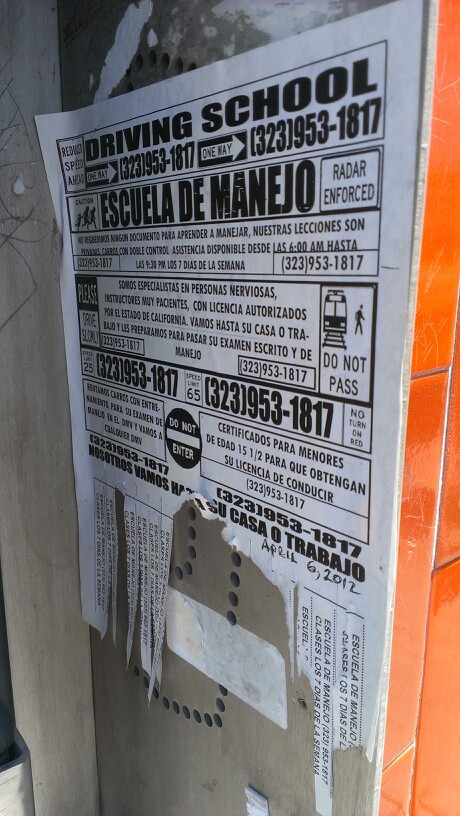 DRIVING SCHOOL
REDUCE SPEED AHEAD
ONE WAY (323)953-1817 ONE WAY (323)953-1817
CAUTION
ESCUELA DE MANEJO
RADAR ENFORCED
NO REQUERIMOS NINGUN DOCUMENTO PARA APRENDER A MANEJAR, NUESTRAS LECCIONES SON
PRIVADAS, CARROS CON DOBLE CONTROL. ASISTENCIA DISPONIBLE DESDE LAS 6:00 AM HASTA
(323)953-1817 LAS 9:30 PM LOS 7 DIAS DE LA SEMANA (323)953-1817
PLEASE
DRIVE SLOWLY
SOMOS ESPECIALISTAS EN PERSONAS NERVIOSAS,
INSTRUCTORES MUY PACIENTES, CON LICENCIA AUTORIZADOS
POR EL ESTADO DE CALIFORNIA. VAMOS HASTA SU CASA O TRA-
BAJO Y LES PREPARAMOS PARA PASAR SU EXAMEN ESCRITO Y DE
(323)953-1817 MANEJO (323)953-1817
DO NOT
PASS
SPEED LIMIT 25 (323)953-1817 SPEED LIMIT 65 (323)953-1817
NO TURN ON RED
RENTAMOS CARROS CON ENTRE-
NAMIENTO PARA SU EXAMEN DE
MANEJO EN EL DMV Y VAMOS A
CUALQUIER DMV
DO NOT
ENTER
CERTIFICADOS PARA MENORES
DE EDAD 15 1/2 PARA QUE OBTENGAN
SU LICENCIA DE CONDUCIR
(323)953-1817
(323)953-1817 (323)953-1817
NOSOTROS VAMOS HA SU CASA O TRABAJO
APRIL 6, 2012
ESCUEL
ESCUELA DE MANEJO (323) 953-1817
CLASES LOS 7 DIAS DE LA SEMANA
ESCUELA DE MANEJO (
CLASES LOS 7 DIAS DE L